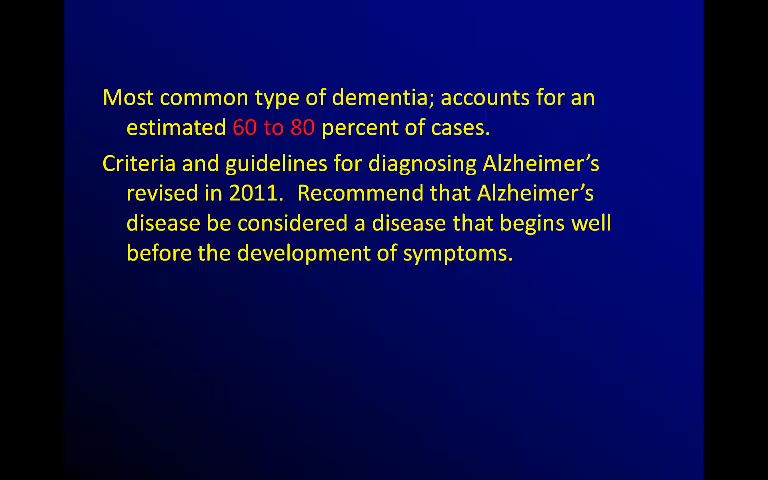 Most common type of dementia; accounts for an
estimated 60 to 80 percent of cases.
Criteria and guidelines for diagnosing Alzheimer’s
revised in 2011.  Recommend that Alzheimer’s
disease be considered a disease that begins well
before the development of symptoms.